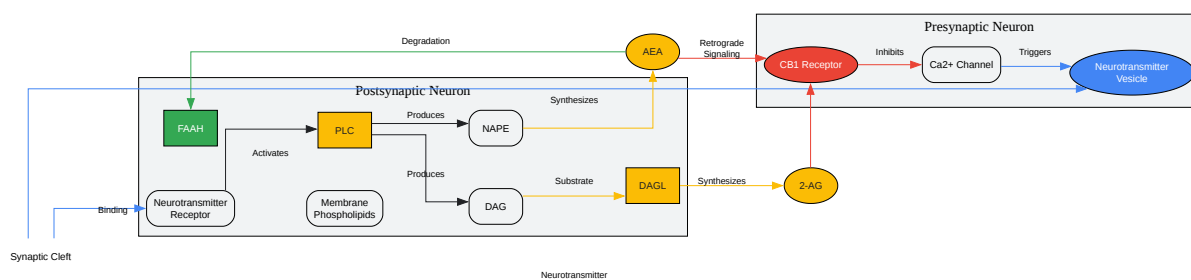 Presynaptic Neuron
Degradation
AEA
Retrograde
Signaling
CB1 Receptor
Inhibits
Ca2+ Channel
Triggers
Neurotransmitter
Vesicle
Postsynaptic Neuron
Synthesizes
FAAH
PLC
Produces
NAPE
Activates
Produces
Substrate
DAGL
Synthesizes
2-AG
Binding
Neurotransmitter
Receptor
Membrane
Phospholipids
DAG
Synaptic Cleft
Neurotransmitter